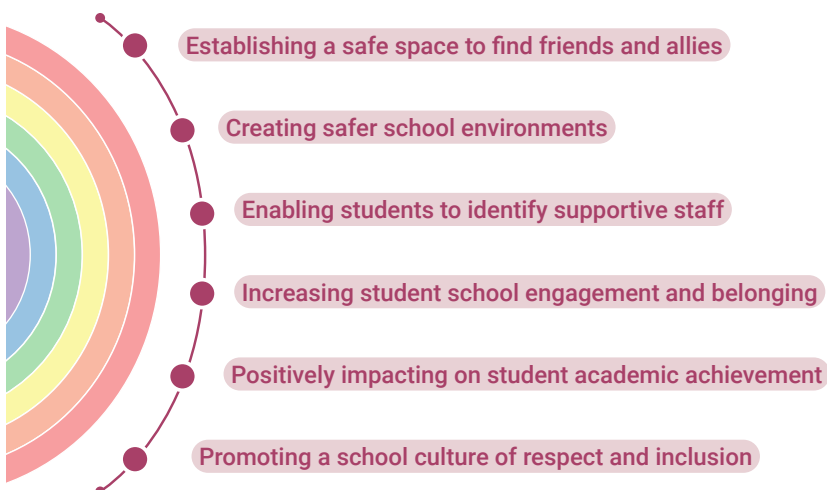 Establishing a safe space to find friends and allies
Creating safer school environments
Enabling students to identify supportive staff
Increasing student school engagement and belonging
Positively impacting on student academic achievement
Promoting a school culture of respect and inclusion